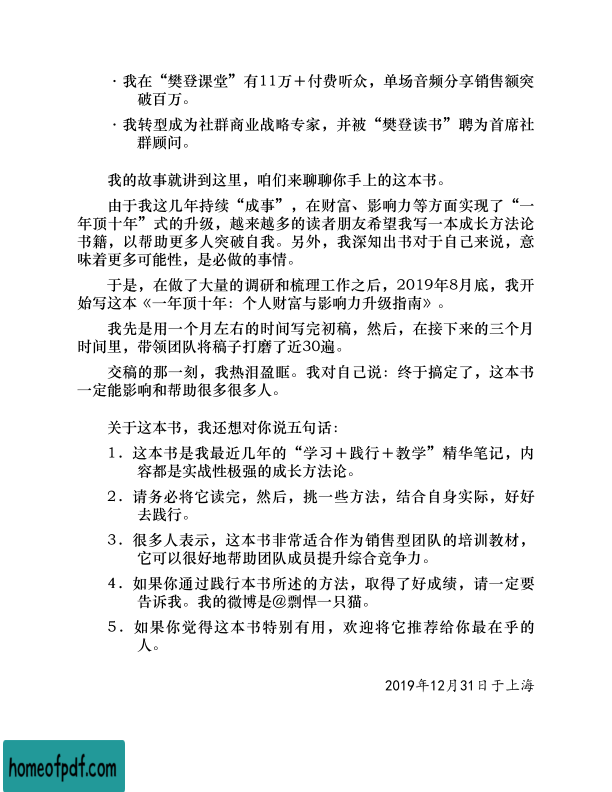 ·我在“樊登课堂”有11万＋付费听众，单场音频分享销售额突
破百万。
·我转型成为社群商业战略专家，并被“樊登读书”聘为首席社
群顾问。
我的故事就讲到这里，咱们来聊聊你手上的这本书。
由于我这几年持续“成事”，在财富、影响力等方面实现了“一
年顶十年”式的升级，越来越多的读者朋友希望我写一本成长方法论
书籍，以帮助更多人突破自我。另外，我深知出书对于自己来说，意
味着更多可能性，是必做的事情。
于是，在做了大量的调研和梳理工作之后，2019年8月底，我开
始写这本《一年顶十年：个人财富与影响力升级指南》。
我先是用一个月左右的时间写完初稿，然后，在接下来的三个月
时间里，带领团队将稿子打磨了近30遍。
交稿的那一刻，我热泪盈眶。我对自己说：终于搞定了，这本书
一定能影响和帮助很多很多人。
关于这本书，我还想对你说五句话：
1．这本书是我最近几年的“学习＋践行＋教学”精华笔记，内
容都是实战性极强的成长方法论。
2．请务必将它读完，然后，挑一些方法，结合自身实际，好好
去践行。
3．很多人表示，这本书非常适合作为销售型团队的培训教材，
它可以很好地帮助团队成员提升综合竞争力。
4．如果你通过践行本书所述的方法，取得了好成绩，请一定要
告诉我。我的微博是@剽悍一只猫。
5．如果你觉得这本书特别有用，欢迎将它推荐给你最在乎的
人。
2019年12月31日于上海
homeofpdf.com